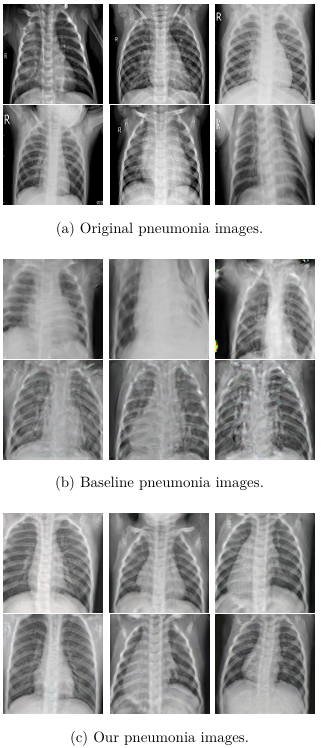 R
R
R
R
R
(a) Original pneumonia images.
(b) Baseline pneumonia images.
(c) Our pneumonia images.